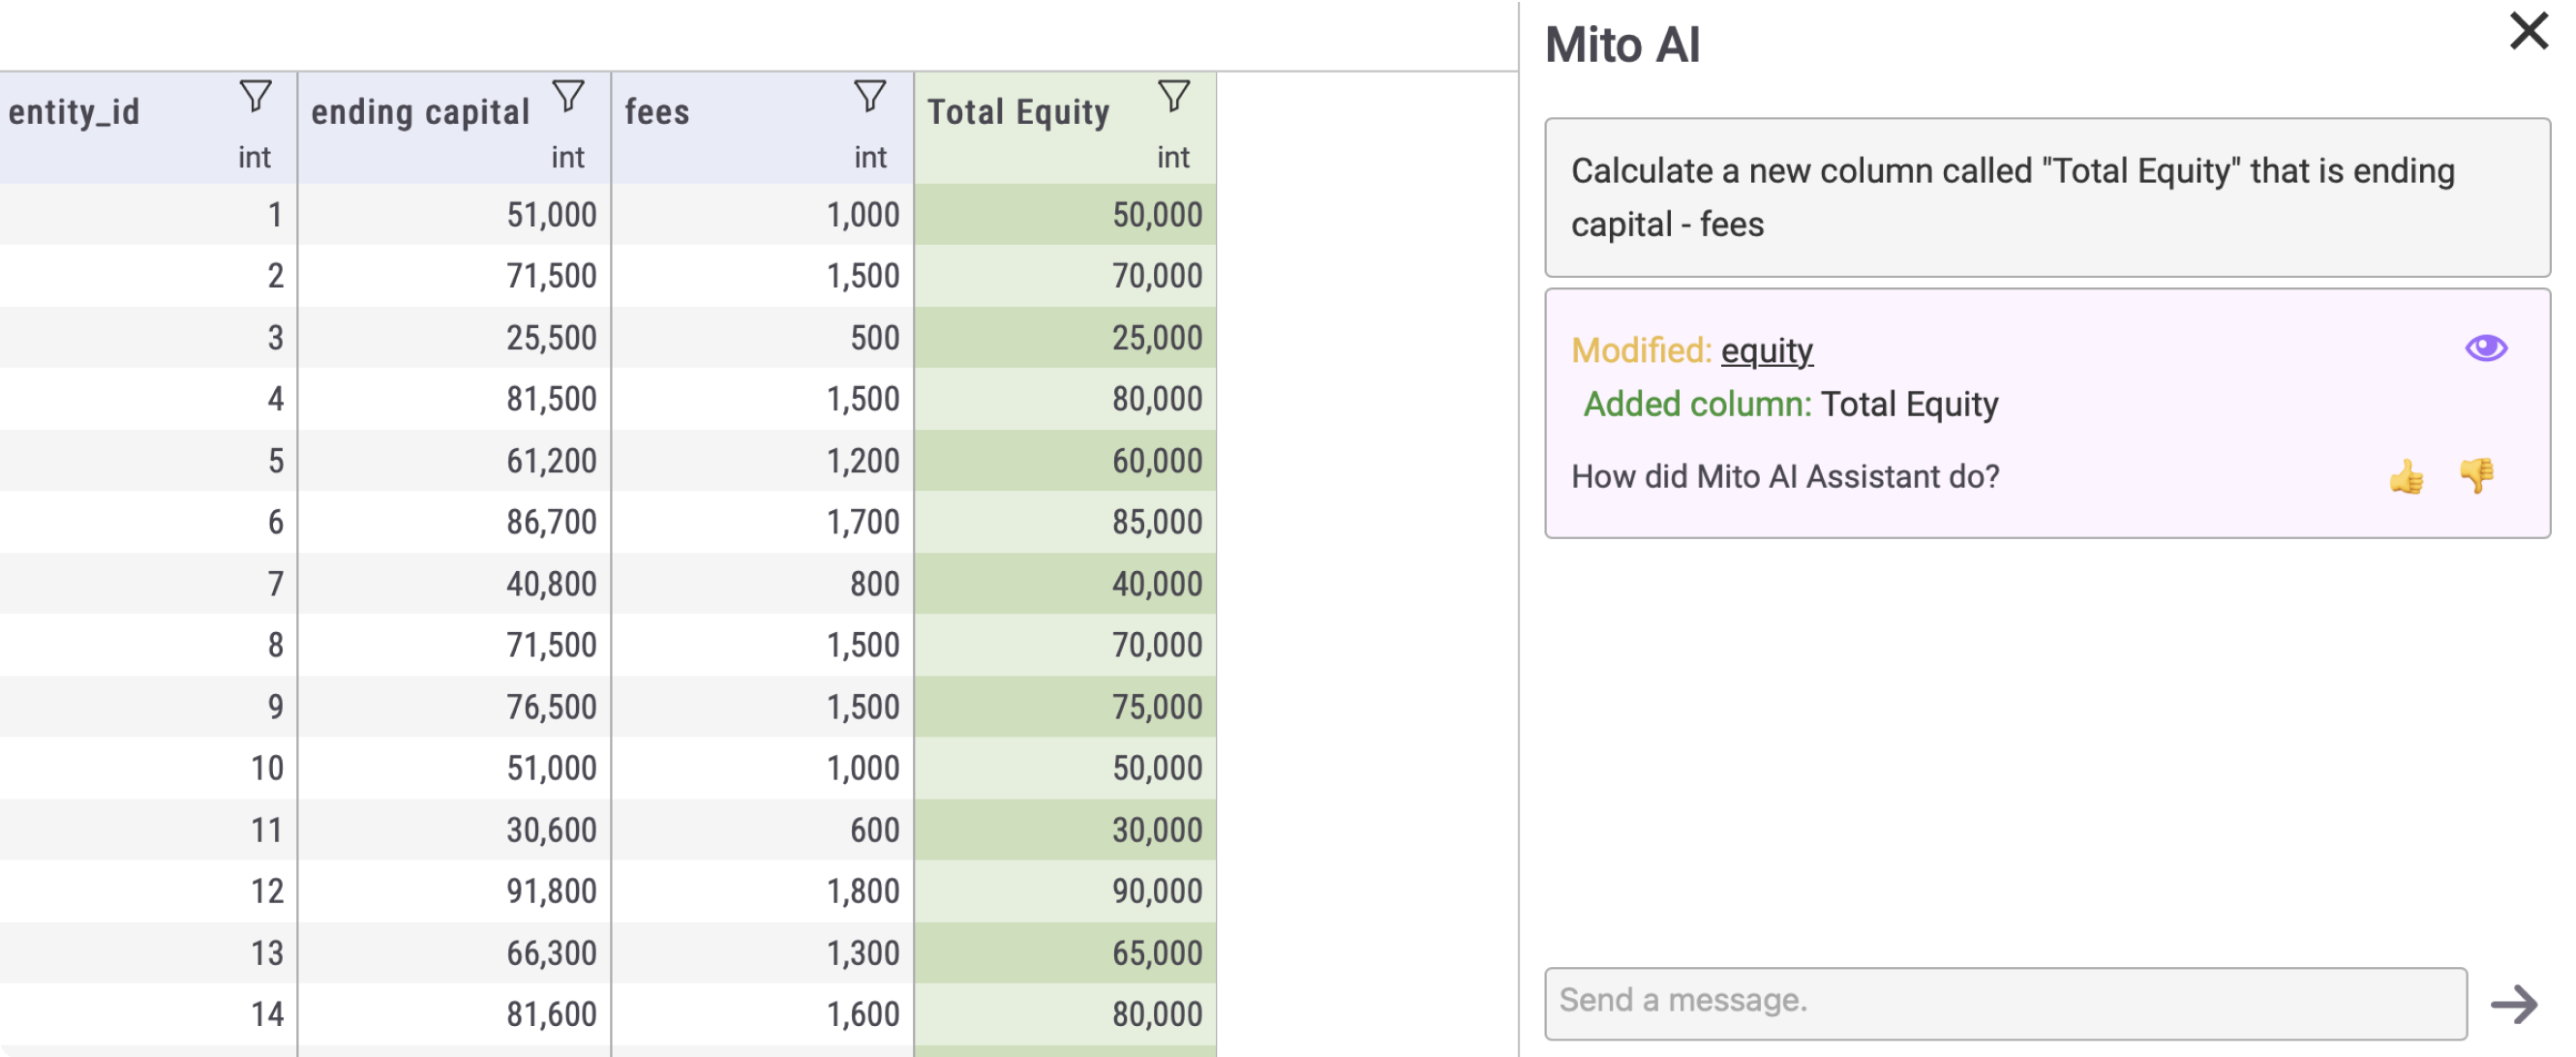 Mito AI
entity_id ending capital fees Total Equity
int int int int
1 51,000 1,000 50,000
2 71,500 1,500 70,000
3 25,500 500 25,000
4 81,500 1,500 80,000
5 61,200 1,200 60,000
6 86,700 1,700 85,000
7 40,800 800 40,000
8 71,500 1,500 70,000
9 76,500 1,500 75,000
10 51,000 1,000 50,000
11 30,600 600 30,000
12 91,800 1,800 90,000
13 66,300 1,300 65,000
14 81,600 1,600 80,000
Calculate a new column called "Total Equity" that is ending
capital - fees
Modified: equity
Added column: Total Equity
How did Mito AI Assistant do?
Send a message.